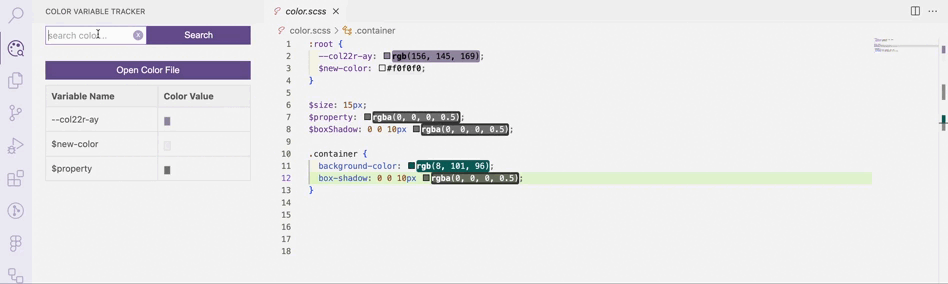 COLOR VARIABLE TRACKER
search color...
Search
Open Color File
Variable Name Color Value
--col22r-ay
$new-color
$property
color.scss
color.scss > .container
1 :root {
2 --col22r-ay: rgb(156, 145, 169);
3 $new-color: #f0f0f0;
4 }
5
6 $size: 15px;
7 $property: rgba(0, 0, 0, 0.5);
8 $boxShadow: 0 0 10px rgba(0, 0, 0, 0.5);
9
10 .container {
11 background-color: rgb(8, 101, 96);
12 box-shadow: 0 0 10px rgba(0, 0, 0, 0.5);
13 }
14
15
16
17
18